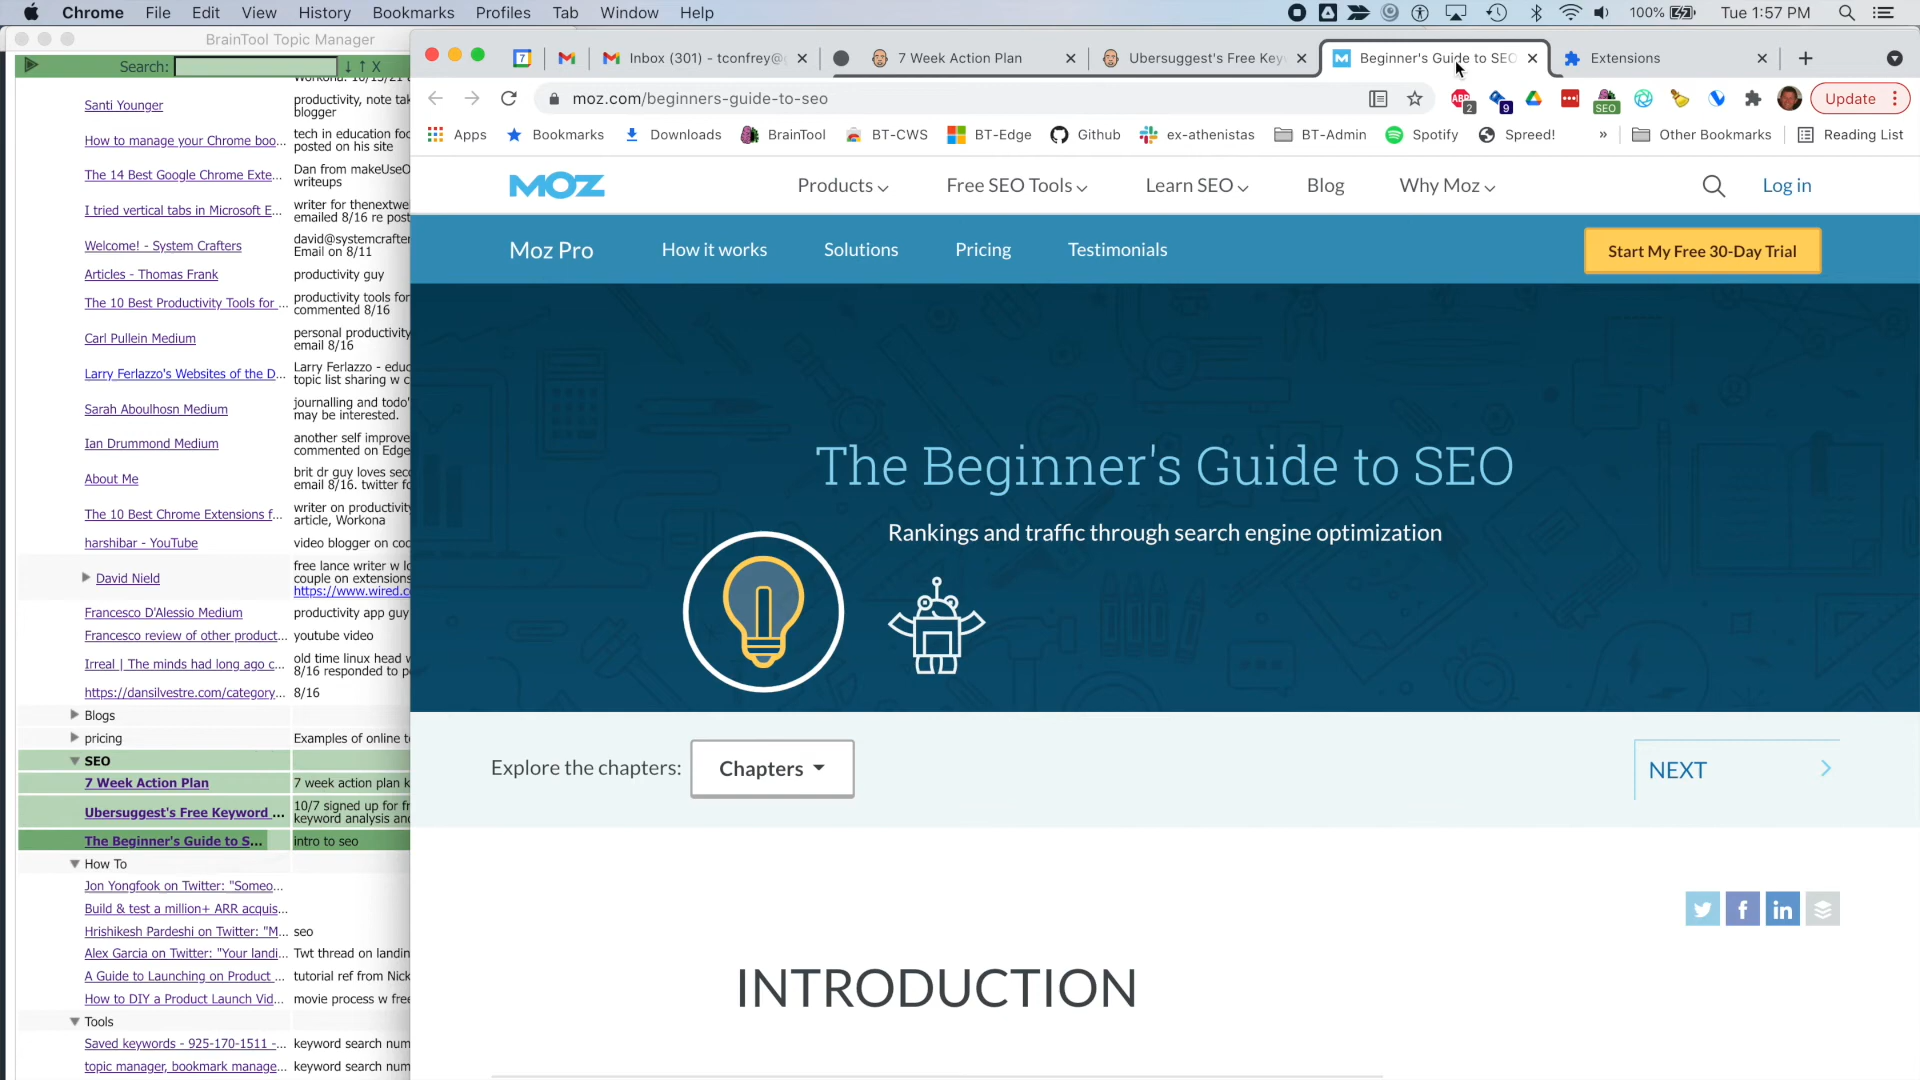 Chrome File Edit View History Bookmarks Profiles Tab Window Help 100% Tue 1:57 PM
BrainTool Topic Manager
Search: ↓ ↑ X
Workona. 10/15/21
Santi Younger productivity, note tak
blogger
How to manage your Chrome boo... tech in education foc
posted on his site
The 14 Best Google Chrome Exte... Dan from makeUseO
writeups
I tried vertical tabs in Microsoft E... writer for thenextwe
emailed 8/16 re post
Welcome! - System Crafters david@systemcrafter
Email on 8/11
Articles - Thomas Frank productivity guy
The 10 Best Productivity Tools for ... productivity tools for
commented 8/16
Carl Pullein Medium personal productivity
email 8/16
Larry Ferlazzo's Websites of the D... Larry Ferlazzo - educ
topic list sharing w c
Sarah Aboulhosn Medium journalling and todo'
may be interested.
Ian Drummond Medium another self improve
commented on Edge
About Me brit dr guy loves seco
email 8/16. twitter fo
The 10 Best Chrome Extensions f... writer on productivity
article, Workona
harshibar - YouTube video blogger on coo
David Nield free lance writer w lo
couple on extensions
https://www.wired.co
Francesco D'Alessio Medium productivity app guy
Francesco review of other product... youtube video
Irreal | The minds had long ago c... old time linux head w
8/16 responded to p
https://dansilvestre.com/category... 8/16
Blogs
pricing Examples of online to
SEO
7 Week Action Plan 7 week action plan k
Ubersuggest's Free Keyword ... 10/7 signed up for fr
keyword analysis and
The Beginner's Guide to S... intro to seo
How To
Jon Yongfook on Twitter: "Someo...
Build & test a million+ ARR acquis...
Hrishikesh Pardeshi on Twitter: "M... seo
Alex Garcia on Twitter: "Your landi... Twt thread on landin
A Guide to Launching on Product ... tutorial ref from Nick
How to DIY a Product Launch Vid... movie process w free
Tools
Saved keywords - 925-170-1511 -... keyword search num
topic manager, bookmark manage... keyword search num
7 Inbox (301) - tconfrey@g 7 Week Action Plan Ubersuggest's Free Key Beginner's Guide to SEO Extensions
moz.com/beginners-guide-to-seo ABP 2 9 SEO Update
Apps Bookmarks Downloads BrainTool BT-CWS BT-Edge Github ex-athenistas BT-Admin Spotify Spreed! » Other Bookmarks Reading List
MOZ Products Free SEO Tools Learn SEO Blog Why Moz Log in
Moz Pro How it works Solutions Pricing Testimonials Start My Free 30-Day Trial
The Beginner's Guide to SEO
Rankings and traffic through search engine optimization
Explore the chapters: Chapters NEXT
INTRODUCTION